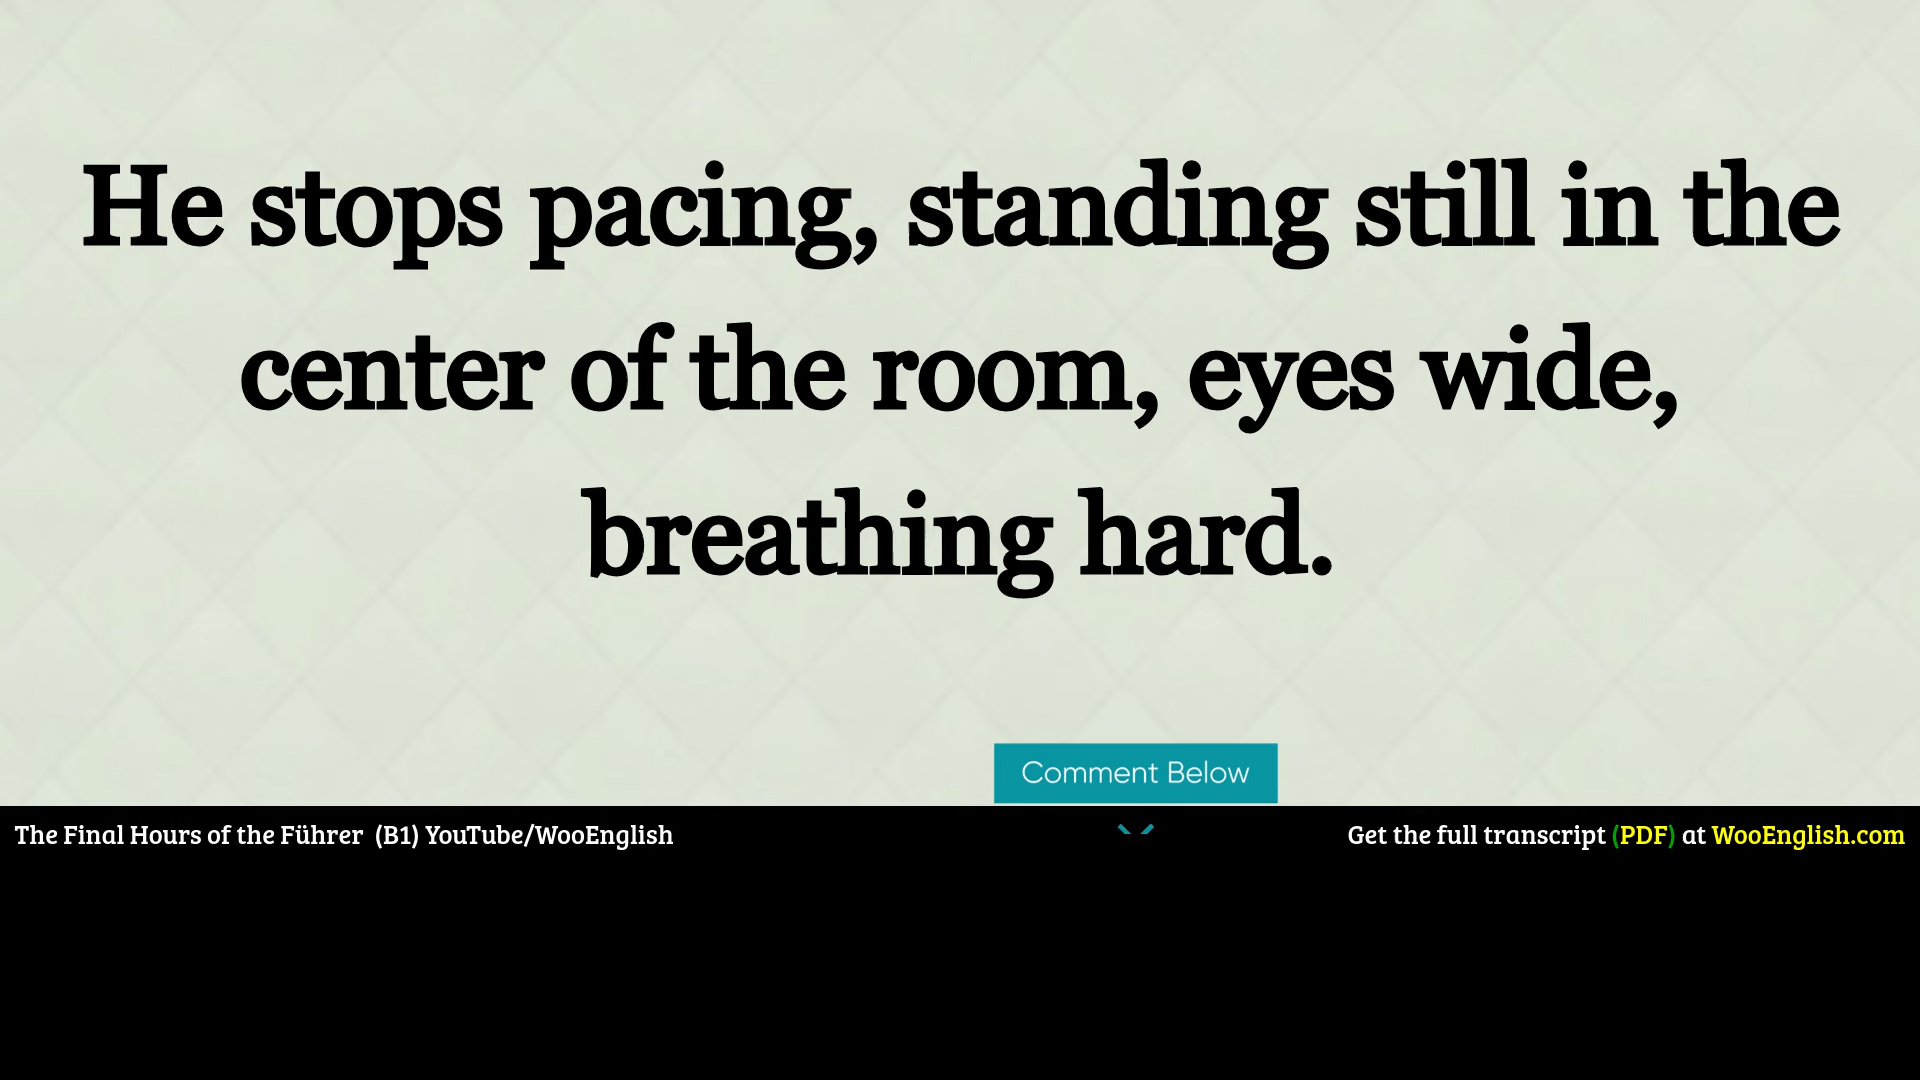 He stops pacing, standing still in the
center of the room, eyes wide,
breathing hard.
Comment Below
The Final Hours of the Führer (B1) YouTube/WooEnglish
Get the full transcript (PDF) at WooEnglish.com